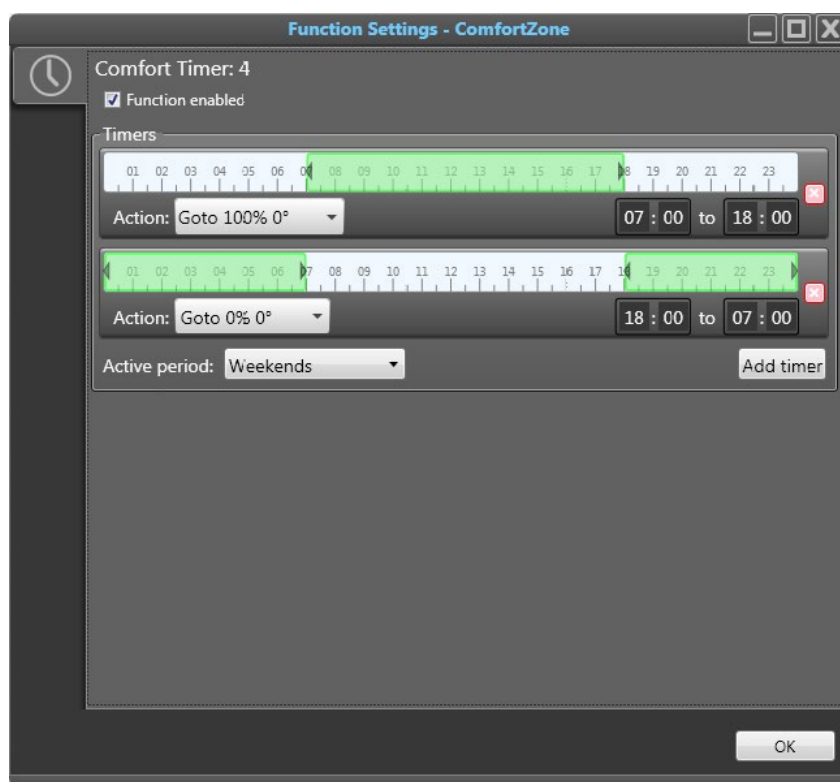 Function Settings - ComfortZone
Comfort Timer: 4
Function enabled
Timers
01 02 03 04 05 06 08 09 10 11 12 13 14 15 16 17 18 19 20 21 22 23
Action: Goto 100% 0° 07 : 00 to 18 : 00
01 02 03 04 05 06 07 08 09 10 11 12 13 14 15 16 17 19 20 21 22 23
Action: Goto 0% 0° 18 : 00 to 07 : 00
Active period: Weekends Add timer
OK